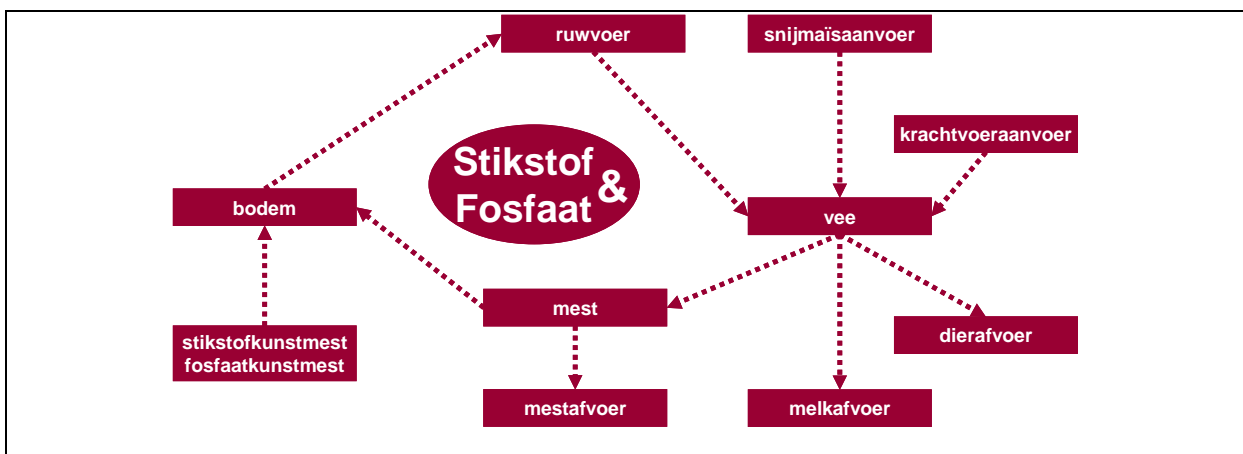 ruwvoer
snijmaïsaanvoer
krachtvoeraanvoer
Stikstof
&
Fosfaat
bodem
vee
mest
stikstofkunstmest
fosfaatkunstmest
dierafvoer
mestafvoer
melkafvoer